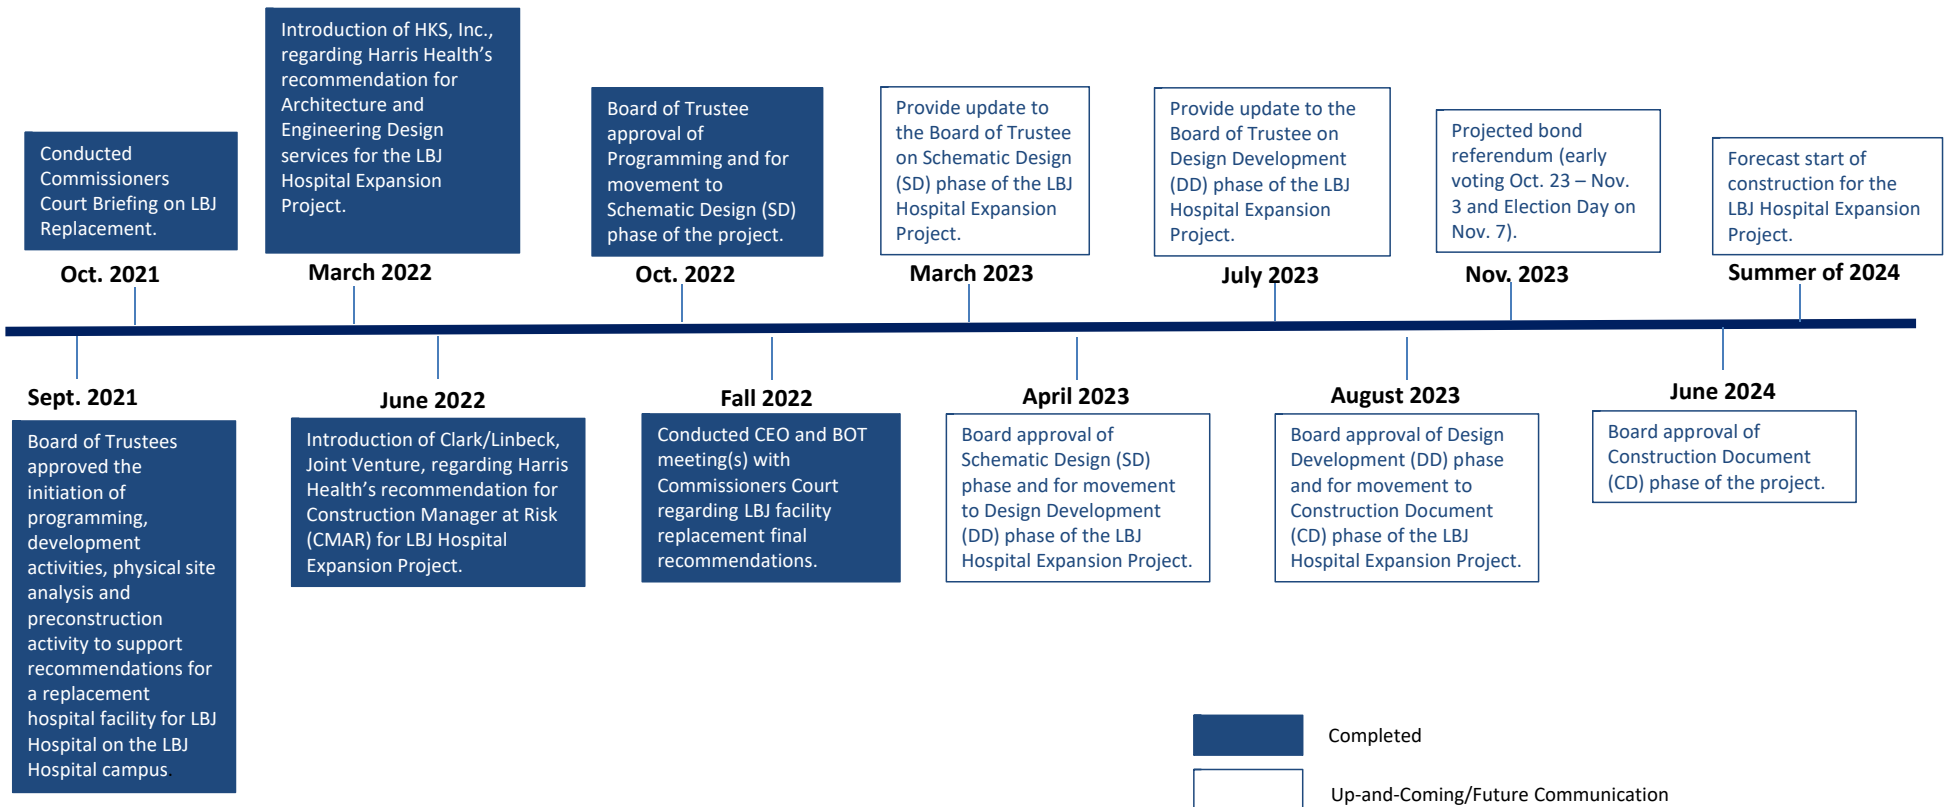 Conducted
Commissioners
Court Briefing on LBJ
Replacement.
Oct. 2021
Introduction of HKS, Inc.,
regarding Harris Health’s
recommendation for
Architecture and
Engineering Design
services for the LBJ
Hospital Expansion
Project.
March 2022
Board of Trustee
approval of
Programming and for
movement to
Schematic Design (SD)
phase of the project.
Oct. 2022
Provide update to
the Board of Trustee
on Schematic Design
(SD) phase of the LBJ
Hospital Expansion
Project.
March 2023
Provide update to the
Board of Trustee on
Design Development
(DD) phase of the LBJ
Hospital Expansion
Project.
July 2023
Projected bond
referendum (early
voting Oct. 23 – Nov.
3 and Election Day on
Nov. 7).
Nov. 2023
Forecast start of
construction for the
LBJ Hospital Expansion
Project.
Summer of 2024
Sept. 2021
Board of Trustees
approved the
initiation of
programming,
development
activities, physical site
analysis and
preconstruction
activity to support
recommendations for
a replacement
hospital facility for LBJ
Hospital on the LBJ
Hospital campus.
June 2022
Introduction of Clark/Linbeck,
Joint Venture, regarding Harris
Health’s recommendation for
Construction Manager at Risk
(CMAR) for LBJ Hospital
Expansion Project.
Fall 2022
Conducted CEO and BOT
meeting(s) with
Commissioners Court
regarding LBJ facility
replacement final
recommendations.
April 2023
Board approval of
Schematic Design (SD)
phase and for movement
to Design Development
(DD) phase of the LBJ
Hospital Expansion Project.
August 2023
Board approval of Design
Development (DD) phase
and for movement to
Construction Document
(CD) phase of the LBJ
Hospital Expansion Project.
June 2024
Board approval of
Construction Document
(CD) phase of the project.
Completed
Up-and-Coming/Future Communication